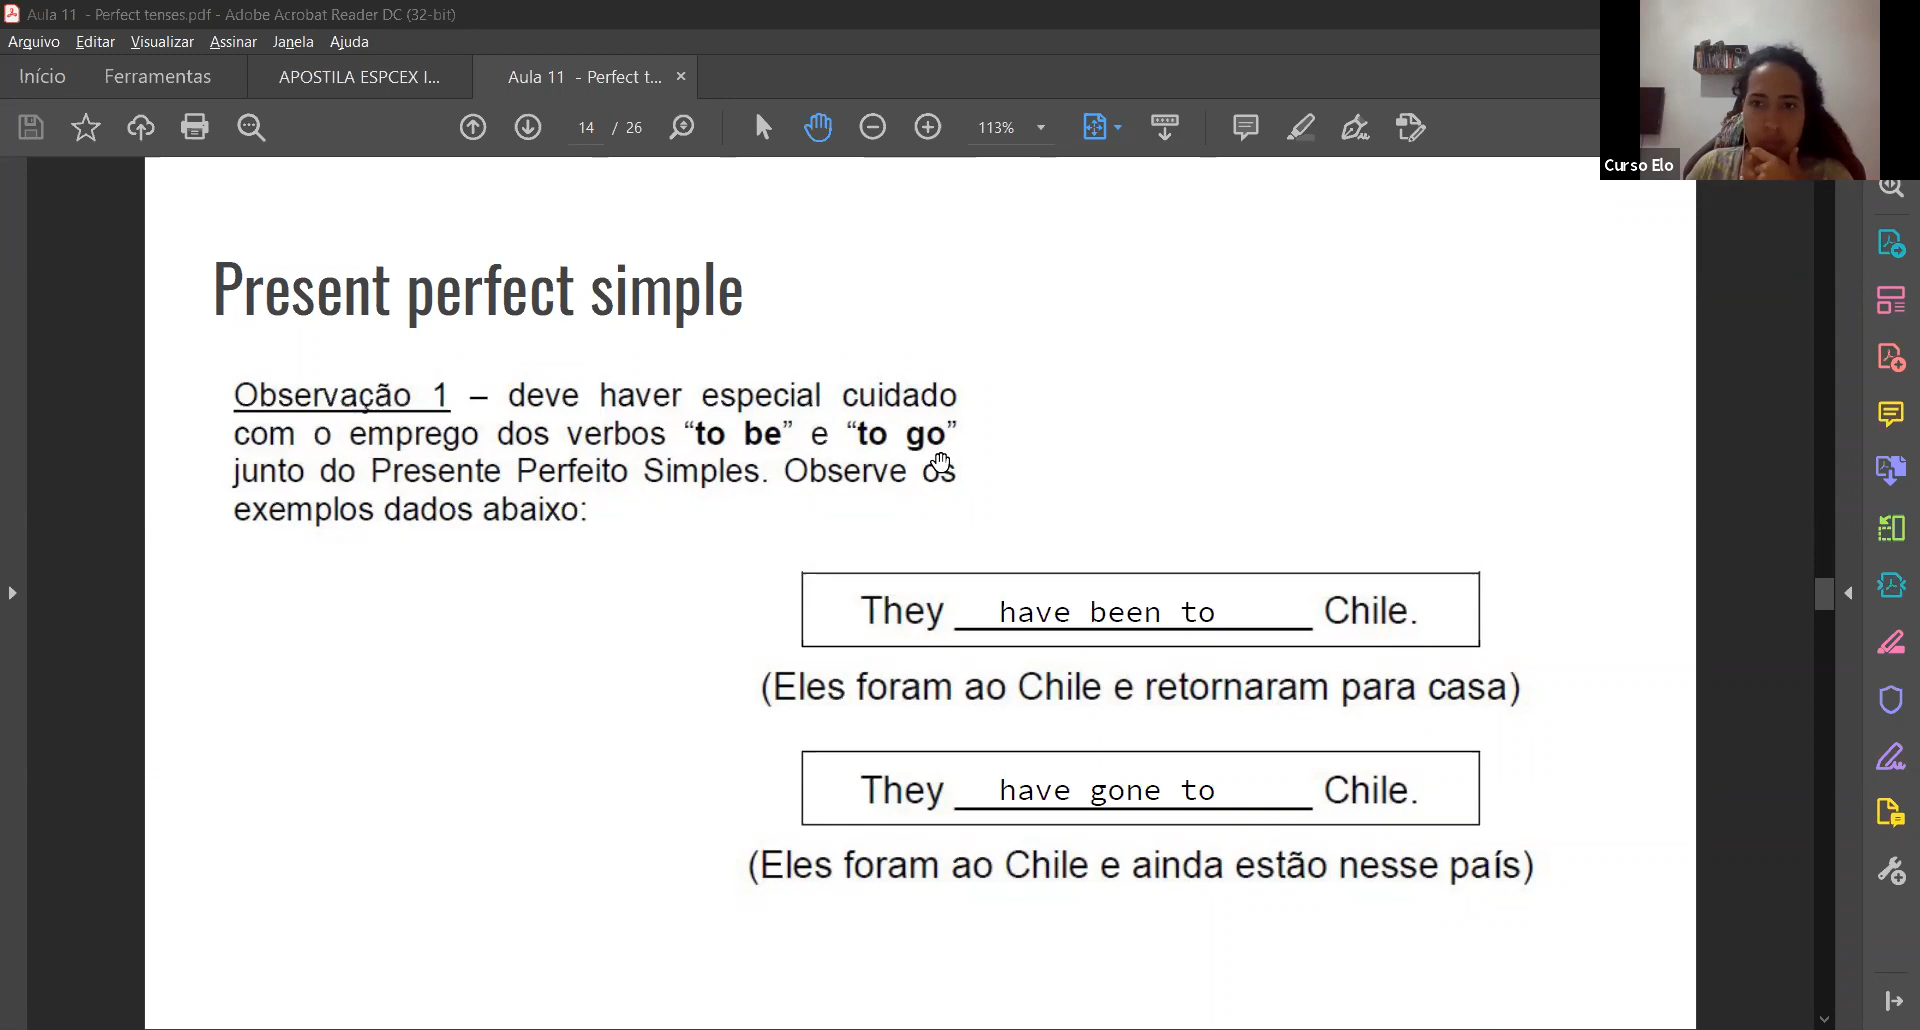 Aula 11 - Perfect tenses.pdf - Adobe Acrobat Reader DC (32-bit)
Arquivo Editar Visualizar Assinar Janela Ajuda
Início Ferramentas APOSTILA ESPCEX I... Aula 11 - Perfect t... ×
14 / 26 113%
Curso Elo
Present perfect simple
Observação 1 – deve haver especial cuidado
com o emprego dos verbos “to be” e “to go”
junto do Presente Perfeito Simples. Observe os
exemplos dados abaixo:
They have been to Chile.
(Eles foram ao Chile e retornaram para casa)
They have gone to Chile.
(Eles foram ao Chile e ainda estão nesse país)